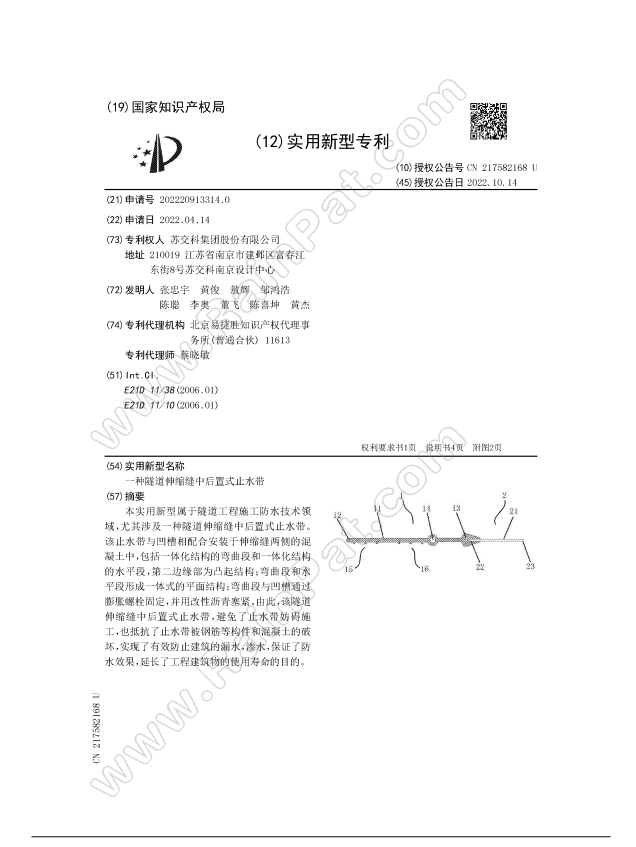 (19)国家知识产权局
(12)实用新型专利
(10)授权公告号 CN 217582168 U
(45)授权公告日 2022.10.14
(21)申请号 202220913314.0
(22)申请日 2022.04.14
(73)专利权人 苏交科集团股份有限公司
地址 210019 江苏省南京市建邺区富春江
东街8号苏交科南京设计中心
(72)发明人 张忠宇 黄俊 敖辉 邹鸿浩
陈聪 李奥 董飞 陈喜坤 黄杰
(74)专利代理机构 北京易捷胜知识产权代理事
务所(普通合伙) 11613
专利代理师 蔡晓敏
(51)Int.Cl.
E21D 11/38(2006.01)
E21D 11/10(2006.01)
权利要求书1页 说明书4页 附图2页
(54)实用新型名称
一种隧道伸缩缝中后置式止水带
(57)摘要
本实用新型属于隧道工程施工防水技术领
域,尤其涉及一种隧道伸缩缝中后置式止水带。
该止水带与凹槽相配合安装于伸缩缝两侧的混
凝土中,包括一体化结构的弯曲段和一体化结构
的水平段,第二边缘部为凸起结构;弯曲段和水
平段形成一体式的平面结构;弯曲段与凹槽通过
膨胀螺栓固定,并用改性沥青塞紧,由此,该隧道
伸缩缝中后置式止水带,避免了止水带妨碍施
工,也抵抗了止水带被钢筋等构件和混凝土的破
坏,实现了有效防止建筑的漏水,渗水,保证了防
水效果,延长了工程建筑物的使用寿命的目的。
1 2
12 11 14 13 21
15 16 22 23
CN 217582168 U
www.RainPat.com
www.RainPat.com